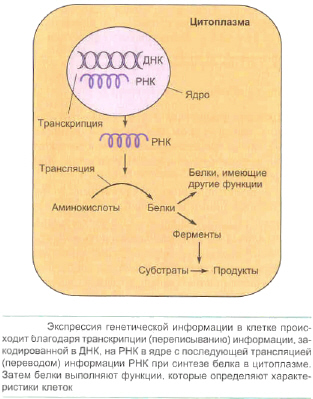 Цитоплазма
ДНК
РНК
Ядро
Транскрипция
РНК
Трансляция
Белки, имеющие
другие функции
Аминокислоты
Белки
Ферменты
Субстраты
Продукты
Экспрессия генетической информации в клетке проис-
ходит благодаря транскрипции (переписыванию) информации, за-
кодированной в ДНК, на РНК в ядре с последующей трансляцией
(переводом) информации РНК при синтезе белка в цитоплазме.
Затем белки выполняют функции, которые определяют характе-
ристики клеток